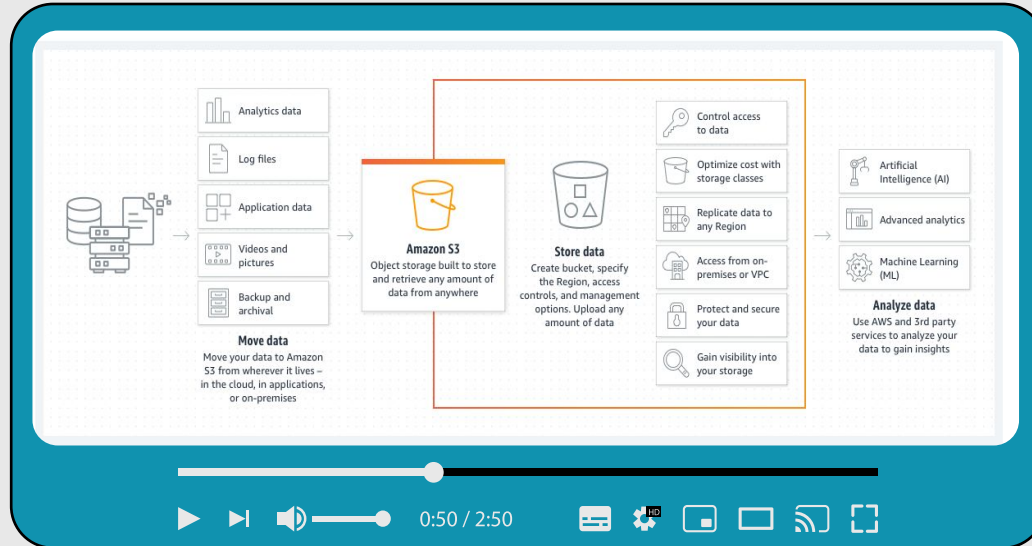 Analytics data
Log files
Application data
Videos and
pictures
Backup and
archival
Move data
Move your data to Amazon
S3 from wherever it lives –
in the cloud, in applications,
or on-premises
Amazon S3
Object storage built to store
and retrieve any amount of
data from anywhere
Store data
Create bucket, specify
the Region, access
controls, and management
options. Upload any
amount of data
Control access
to data
Optimize cost with
storage classes
Replicate data to
any Region
Access from on-
premises or VPC
Protect and secure
your data
Gain visibility into
your storage
Artificial
Intelligence (AI)
Advanced analytics
Machine Learning
(ML)
Analyze data
Use AWS and 3rd party
services to analyze your
data to gain insights
0:50 / 2:50
HD